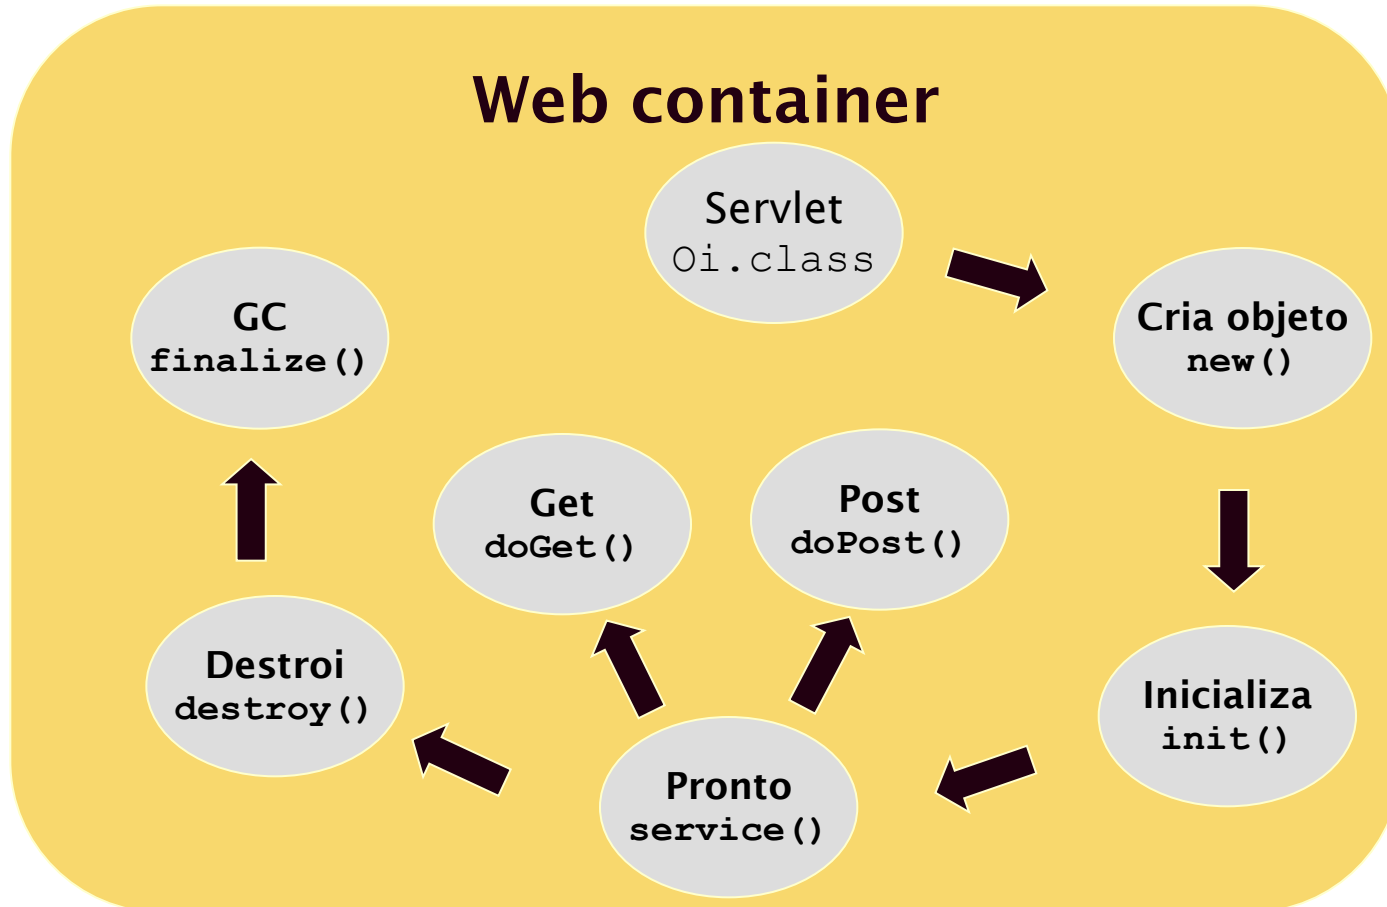 Web container
Servlet
Oi.class
Cria objeto
new()
Inicializa
init()
Pronto
service()
Get
doGet()
Post
doPost()
Destroi
destroy()
GC
finalize()